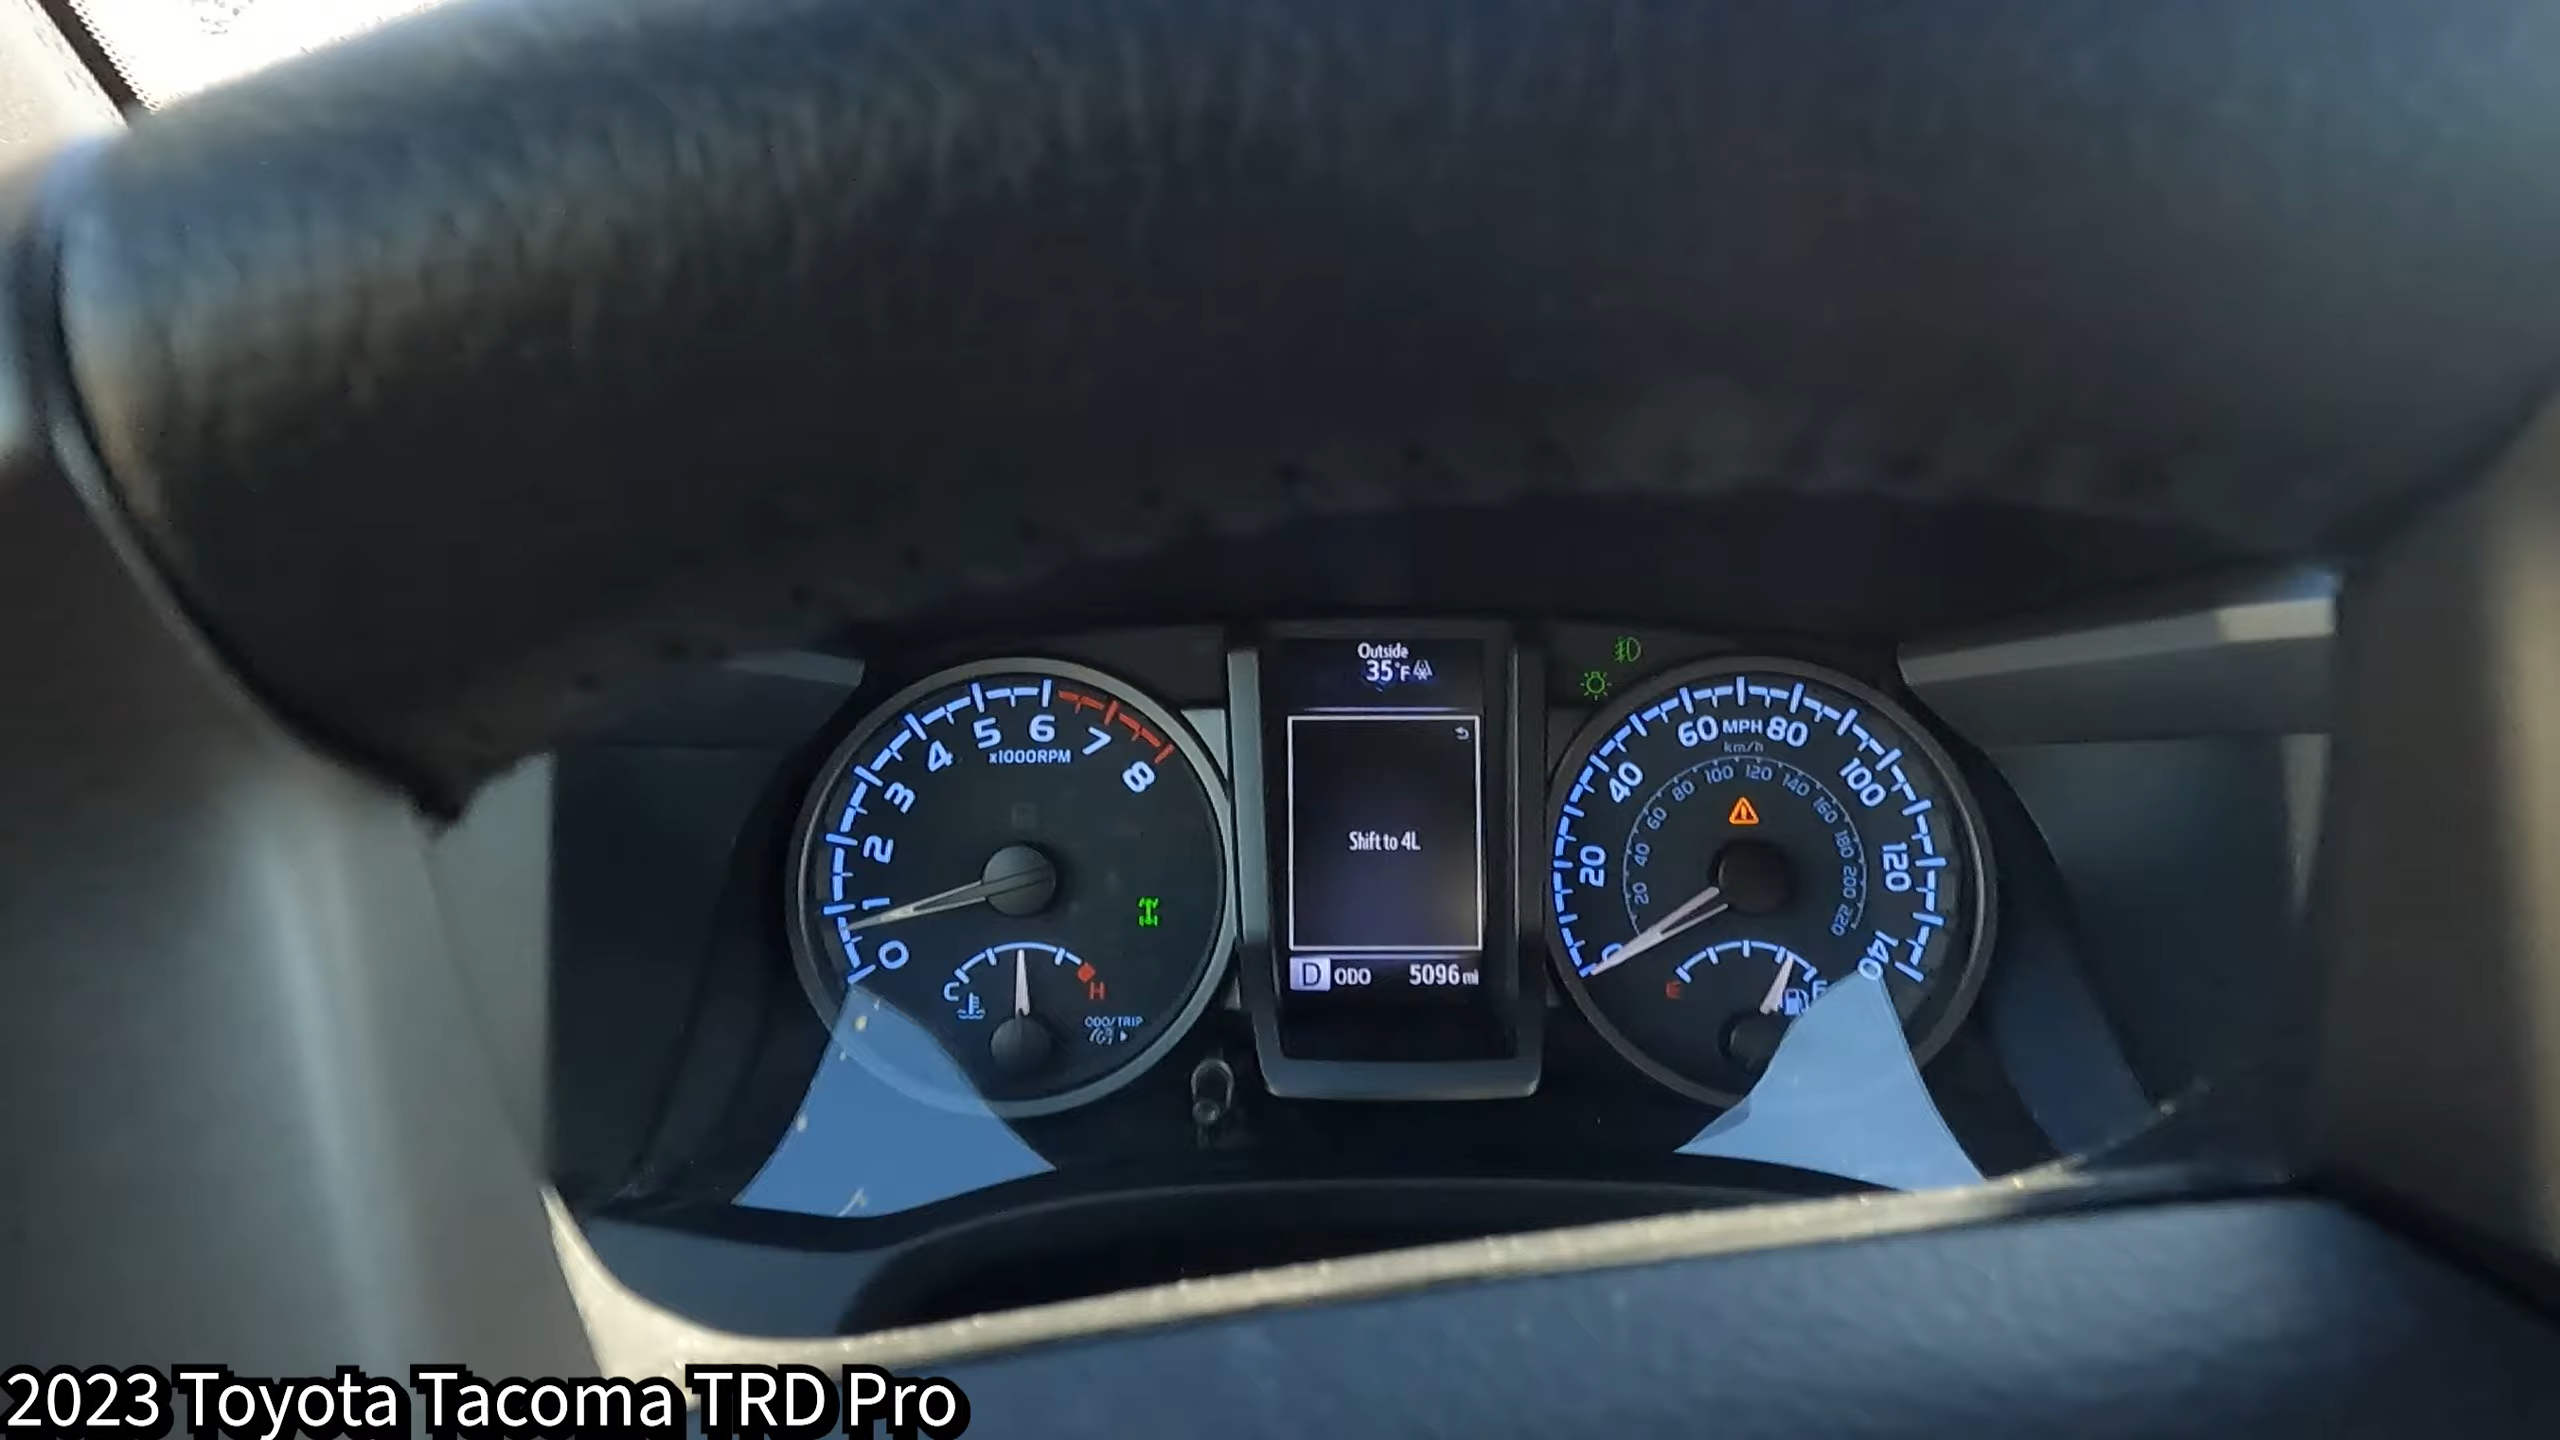 Outside
35°F
0 1 2 3 4 5 6 7 8
x1000RPM
C H
ODO/TRIP
Shift to 4L
D ODO 5096 mi
0 20 40 60 80 100 120 140
MPH
km/h
20 40 60 80 100 120 140 160 180 200 220
E F
2023 Toyota Tacoma TRD Pro